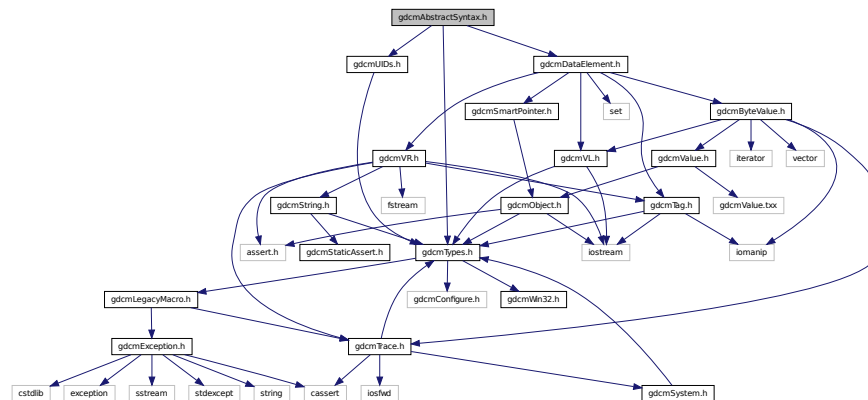 gdcmAbstractSyntax.h
gdcmUIDs.h
gdcmDataElement.h
gdcmSmartPointer.h
set
gdcmByteValue.h
gdcmVR.h
gdcmVL.h
gdcmValue.h
iterator
vector
gdcmString.h
fstream
gdcmObject.h
gdcmTag.h
gdcmValue.txx
assert.h
gdcmStaticAssert.h
gdcmTypes.h
iostream
iomanip
gdcmLegacyMacro.h
gdcmConfigure.h
gdcmWin32.h
gdcmException.h
gdcmTrace.h
cstdlib
exception
sstream
stdexcept
string
cassert
iosfwd
gdcmSystem.h